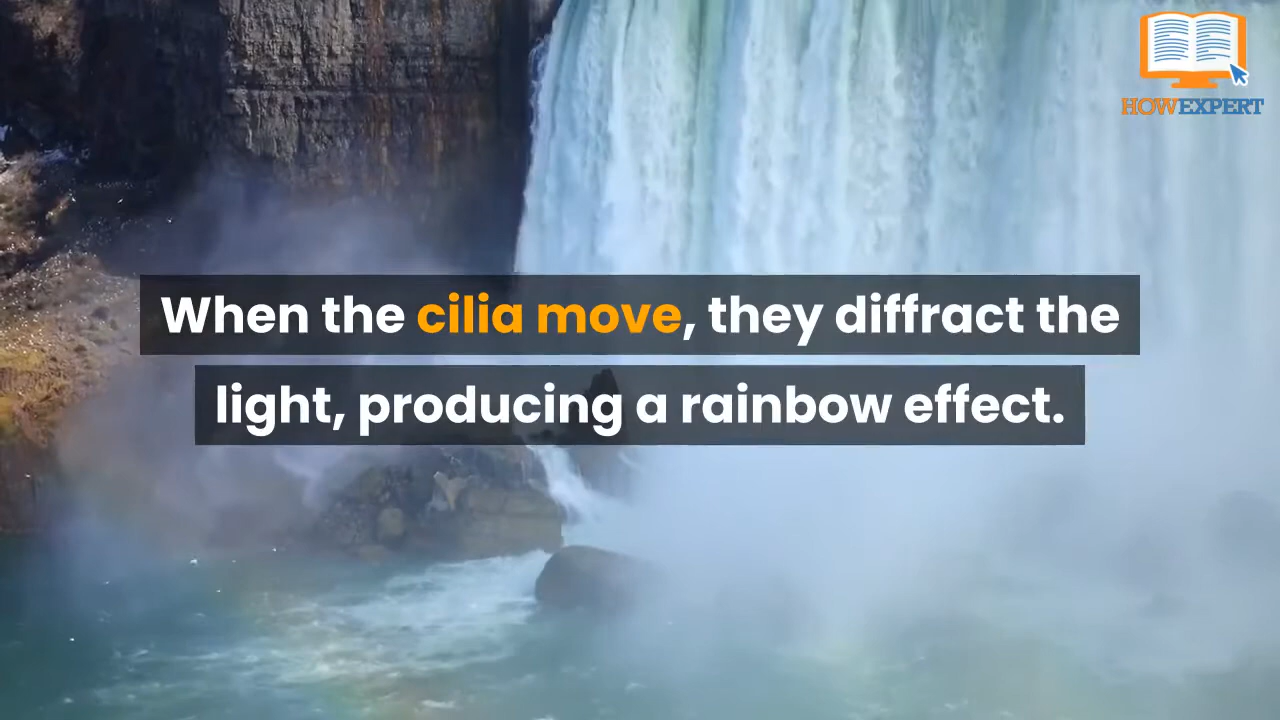 HOWEXPERT
When the cilia move, they diffract the
light, producing a rainbow effect.